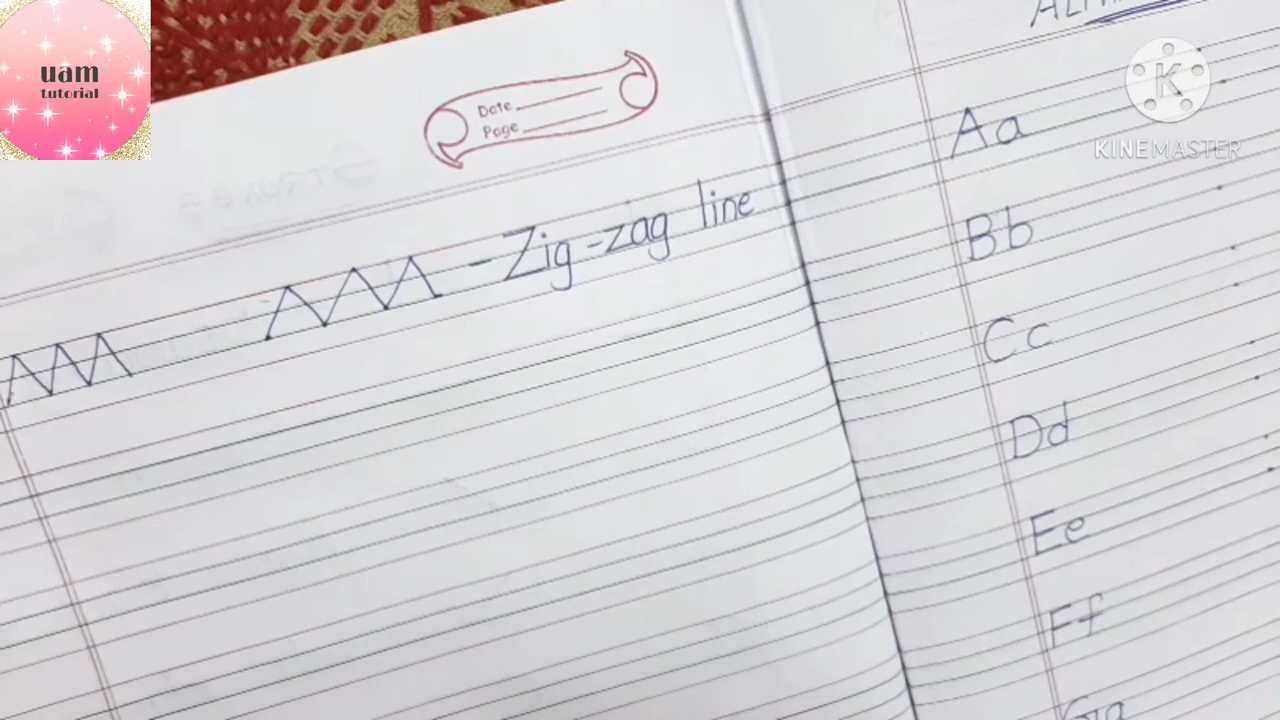 uam
tutorial
Date
Page
- Zig-zag line
KINEMASTER
Aa
Bb
Cc
Dd
Ee
Ff